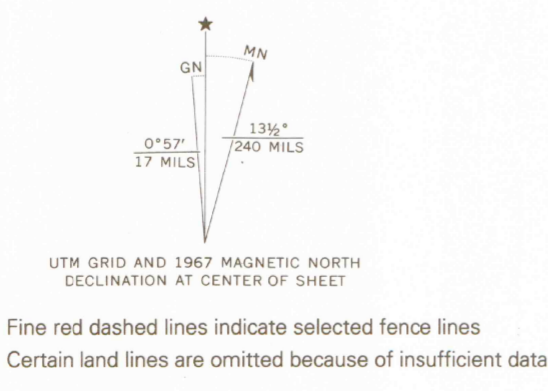 ★
MN
GN
13½°
240 MILS
0°57'
17 MILS
UTM GRID AND 1967 MAGNETIC NORTH
DECLINATION AT CENTER OF SHEET
Fine red dashed lines indicate selected fence lines
Certain land lines are omitted because of insufficient data